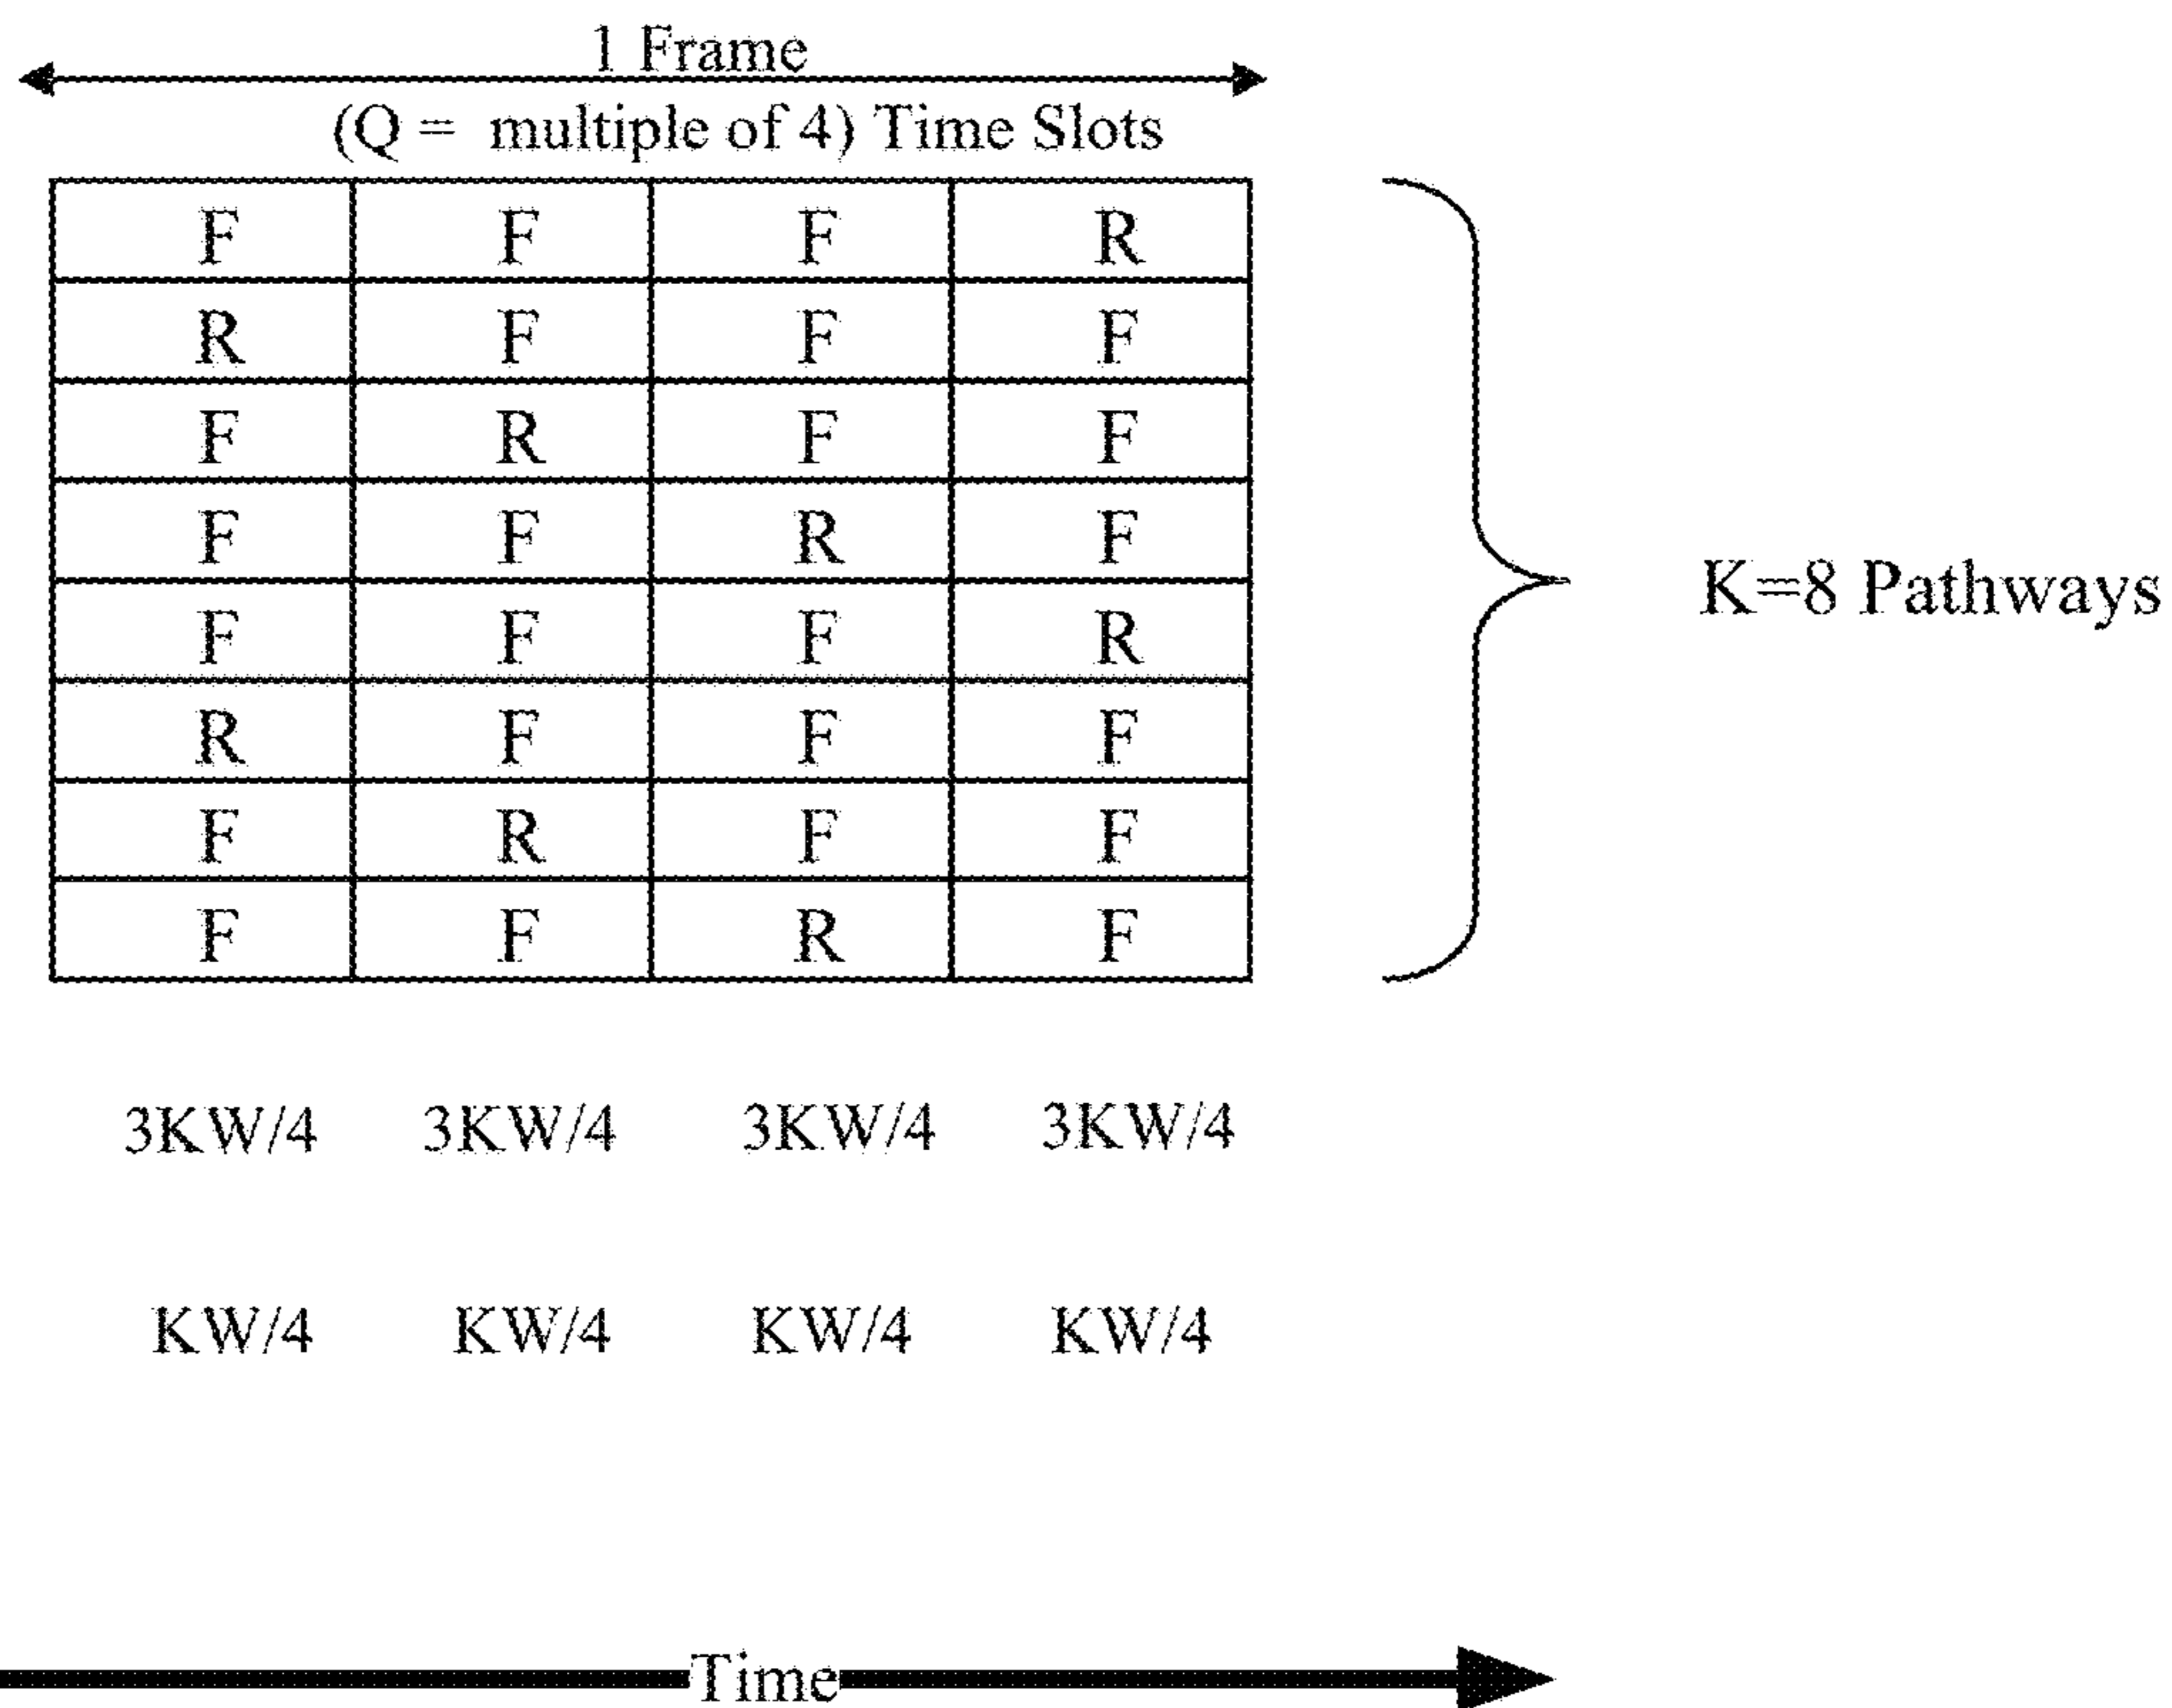 1 Frame
(Q = multiple of 4) Time Slots
F F F R
R F F F
F R F F
F F R F
F F F R
R F F F
F R F F
F F R F
K=8 Pathways
3KW/4 3KW/4 3KW/4 3KW/4
KW/4 KW/4 KW/4 KW/4
Time